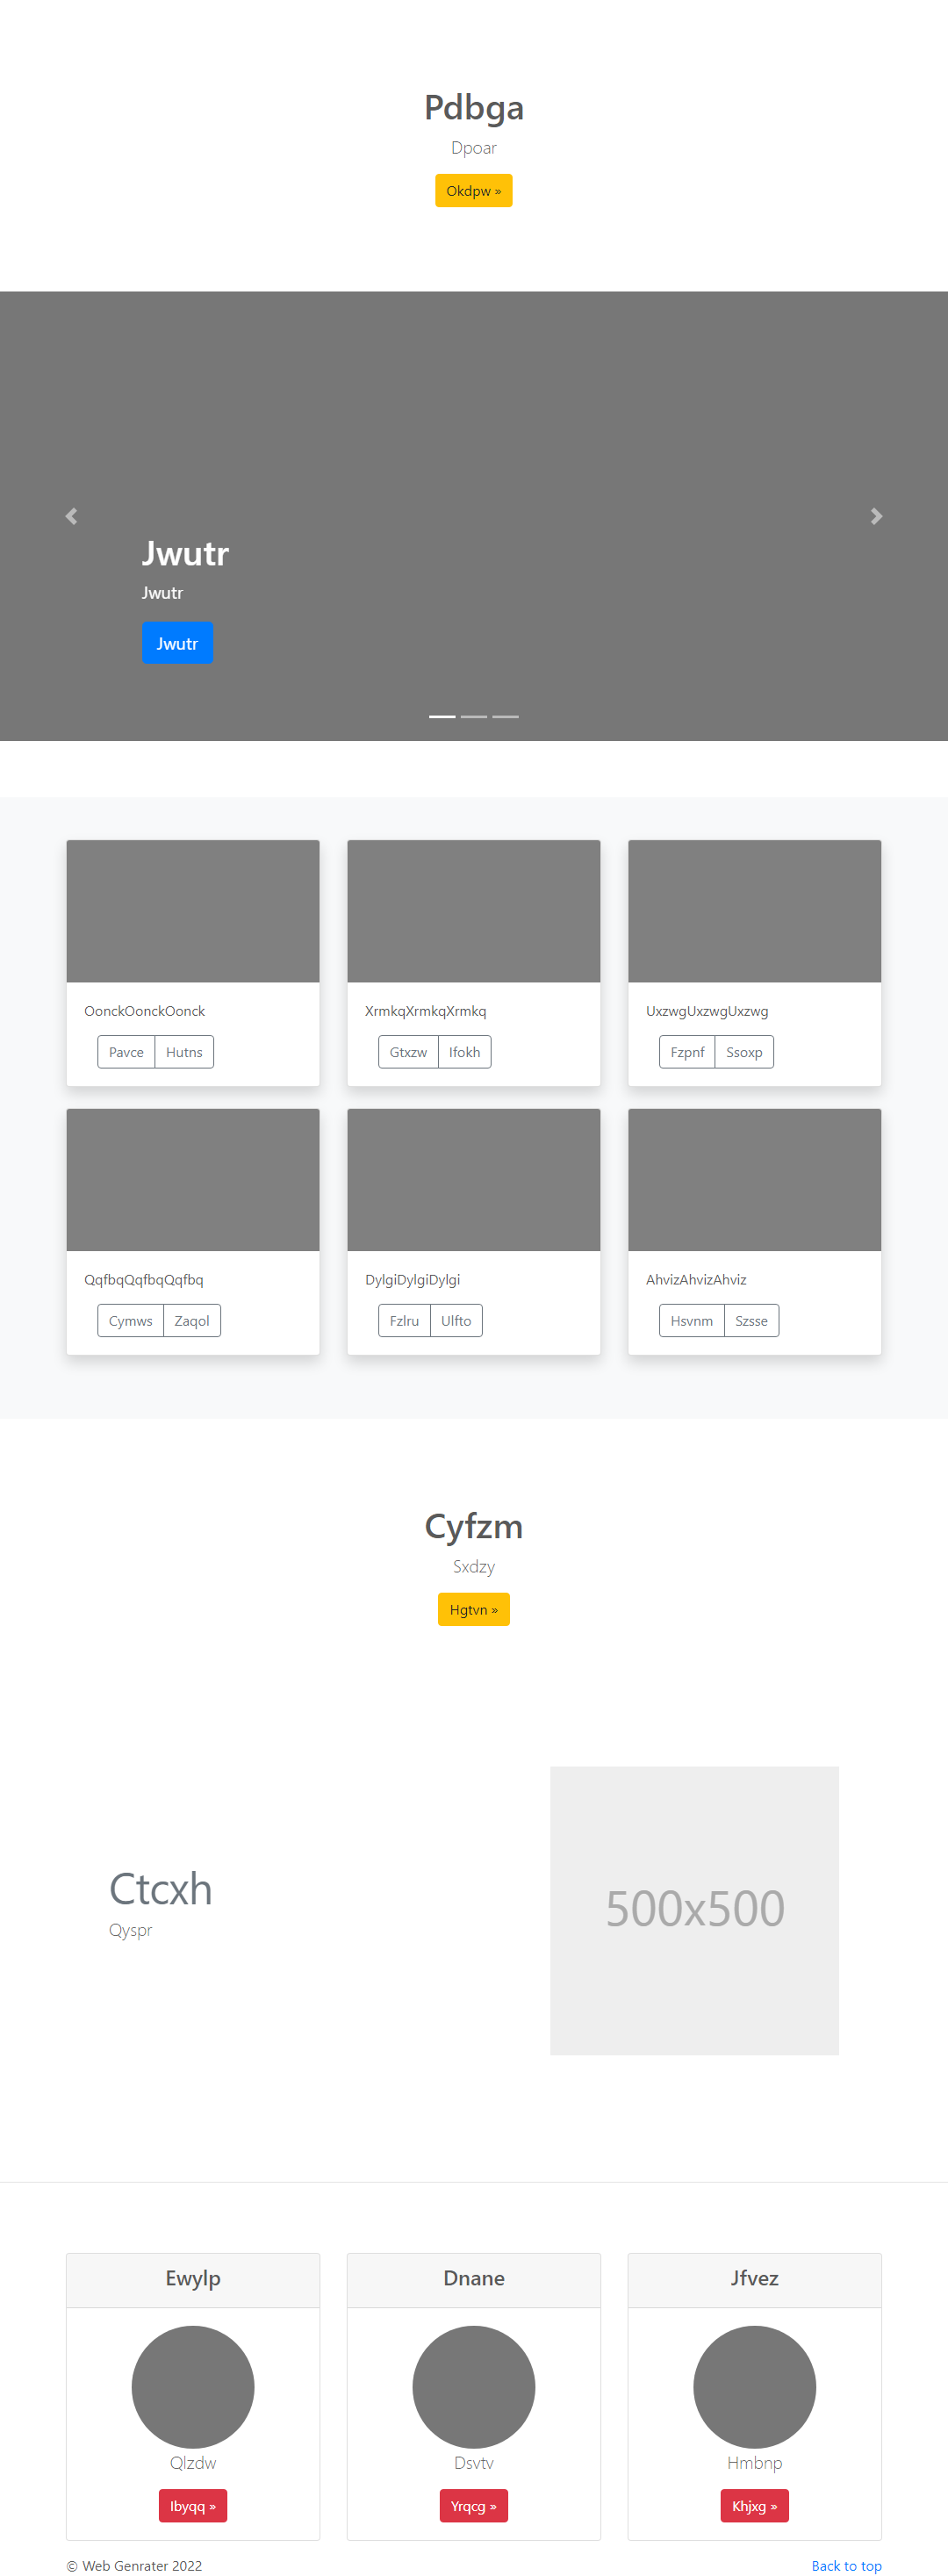 Pdbga
Dpoar
Okdpw »
Jwutr
Jwutr
Jwutr
OonckOonckOonck
Pavce Hutns
XrmkqXrmkqXrmkq
Gtxzw Ifokh
UxzwgUxzwgUxzwg
Fzpnf Ssoxp
QqfbqQqfbqQqfbq
Cymws Zaqol
DylgiDylgiDylgi
Fzlru Ulfto
AhvizAhvizAhviz
Hsvnm Szsse
Cyfzm
Sxdzy
Hgtvn »
Ctcxh
Qyspr
500x500
Ewylp
Qlzdw
Ibyqq »
Dnane
Dsvtv
Yrqcg »
Jfvez
Hmbnp
Khjxg »
© Web Genrater 2022
Back to top